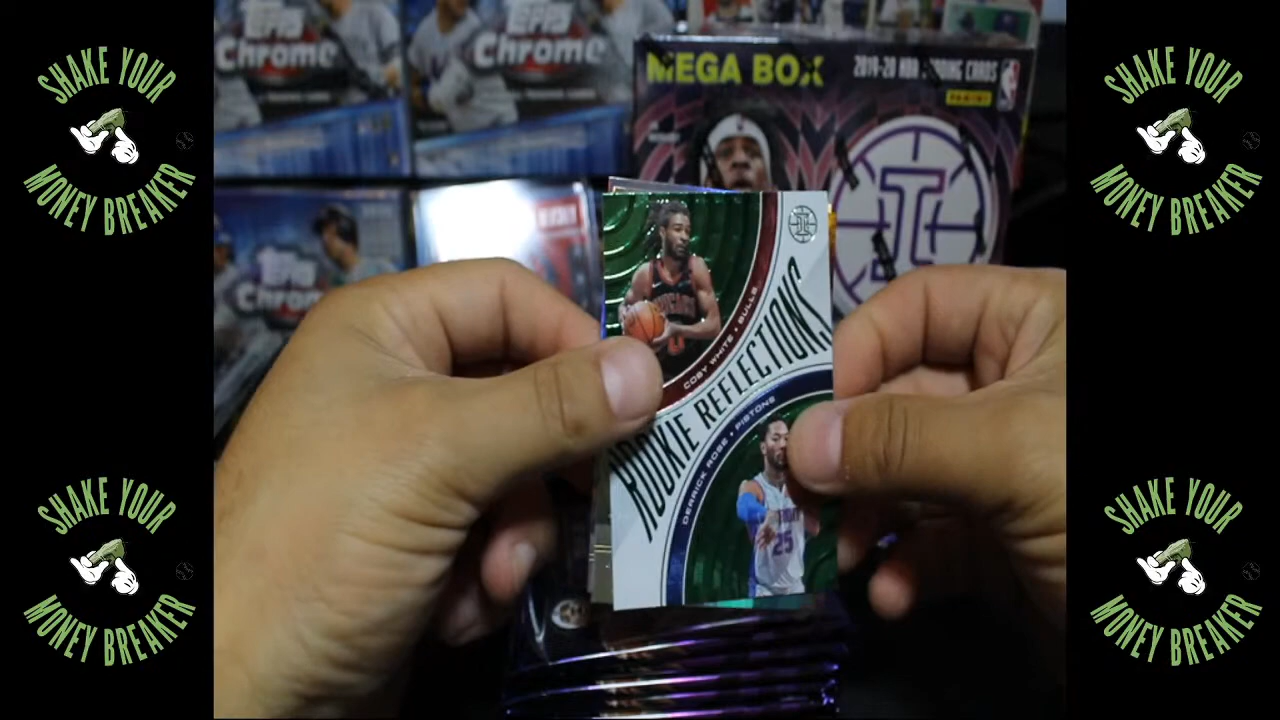 SHAKE YOUR
MONEY BREAKER
Topps
Chrome
Topps
Chrome
MEGA BOX
2019-20 NBA TRADING CARDS
PANINI
SHAKE YOUR
MONEY BREAKER
Topps
Chrome
COBY WHITE • BULLS
ROOKIE REFLECTIONS
DERRICK ROSE • PISTONS
25
SHAKE YOUR
MONEY BREAKER
SHAKE YOUR
MONEY BREAKER